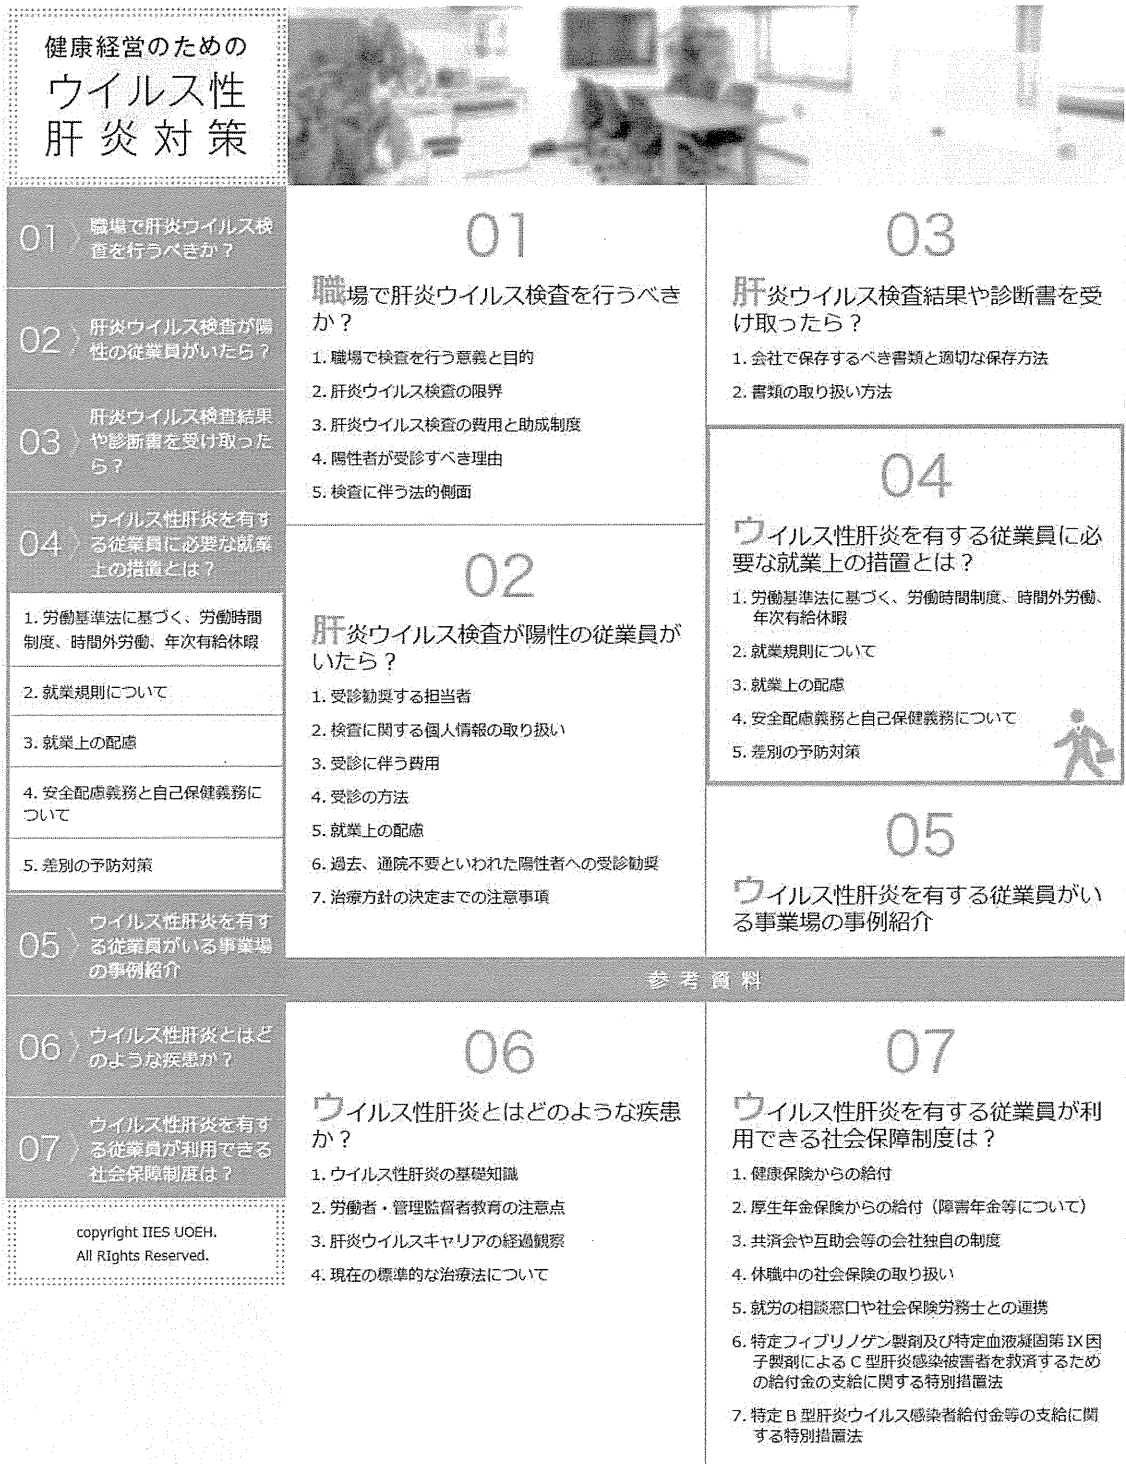 健康経営のための
ウイルス性
肝炎対策
01
職場で肝炎ウイルス検
査を行うべきか？
02
肝炎ウイルス検査が陽
性の従業員がいたら？
03
肝炎ウイルス検査結果
や診断書を受け取った
ら？
04
ウイルス性肝炎を有す
る従業員に必要な就業
上の措置とは？
1. 労働基準法に基づく、労働時間
制度、時間外労働、年次有給休暇
2. 就業規則について
3. 就業上の配慮
4. 安全配慮義務と自己保健義務に
ついて
5. 差別の予防対策
05
ウイルス性肝炎を有す
る従業員がいる事業場
の事例紹介
06
ウイルス性肝炎とはど
のような疾患か？
07
ウイルス性肝炎を有す
る従業員が利用できる
社会保障制度は？
copyright IIES UOEH.
All RIghts Reserved.
01
職場で肝炎ウイルス検査を行うべき
か？
1. 職場で検査を行う意義と目的
2. 肝炎ウイルス検査の限界
3. 肝炎ウイルス検査の費用と助成制度
4. 陽性者が受診すべき理由
5. 検査に伴う法的側面
02
肝炎ウイルス検査が陽性の従業員が
いたら？
1. 受診勧奨する担当者
2. 検査に関する個人情報の取り扱い
3. 受診に伴う費用
4. 受診の方法
5. 就業上の配慮
6. 過去、通院不要といわれた陽性者への受診勧奨
7. 治療方針の決定までの注意事項
03
肝炎ウイルス検査結果や診断書を受
け取ったら？
1. 会社で保存するべき書類と適切な保存方法
2. 書類の取り扱い方法
04
ウイルス性肝炎を有する従業員に必
要な就業上の措置とは？
1. 労働基準法に基づく、労働時間制度、時間外労働、
年次有給休暇
2. 就業規則について
3. 就業上の配慮
4. 安全配慮義務と自己保健義務について
5. 差別の予防対策
05
ウイルス性肝炎を有する従業員がい
る事業場の事例紹介
参考資料
06
ウイルス性肝炎とはどのような疾患
か？
1. ウイルス性肝炎の基礎知識
2. 労働者・管理監督者教育の注意点
3. 肝炎ウイルスキャリアの経過観察
4. 現在の標準的な治療法について
07
ウイルス性肝炎を有する従業員が利
用できる社会保障制度は？
1. 健康保険からの給付
2. 厚生年金保険からの給付（障害年金等について）
3. 共済会や互助会等の会社独自の制度
4. 休職中の社会保険の取り扱い
5. 就労の相談窓口や社会保険労務士との連携
6. 特定フィブリノゲン製剤及び特定血液凝固第 IX 因
子製剤による C 型肝炎感染被害者を救済するため
の給付金の支給に関する特別措置法
7. 特定 B 型肝炎ウイルス感染者給付金等の支給に関
する特別措置法